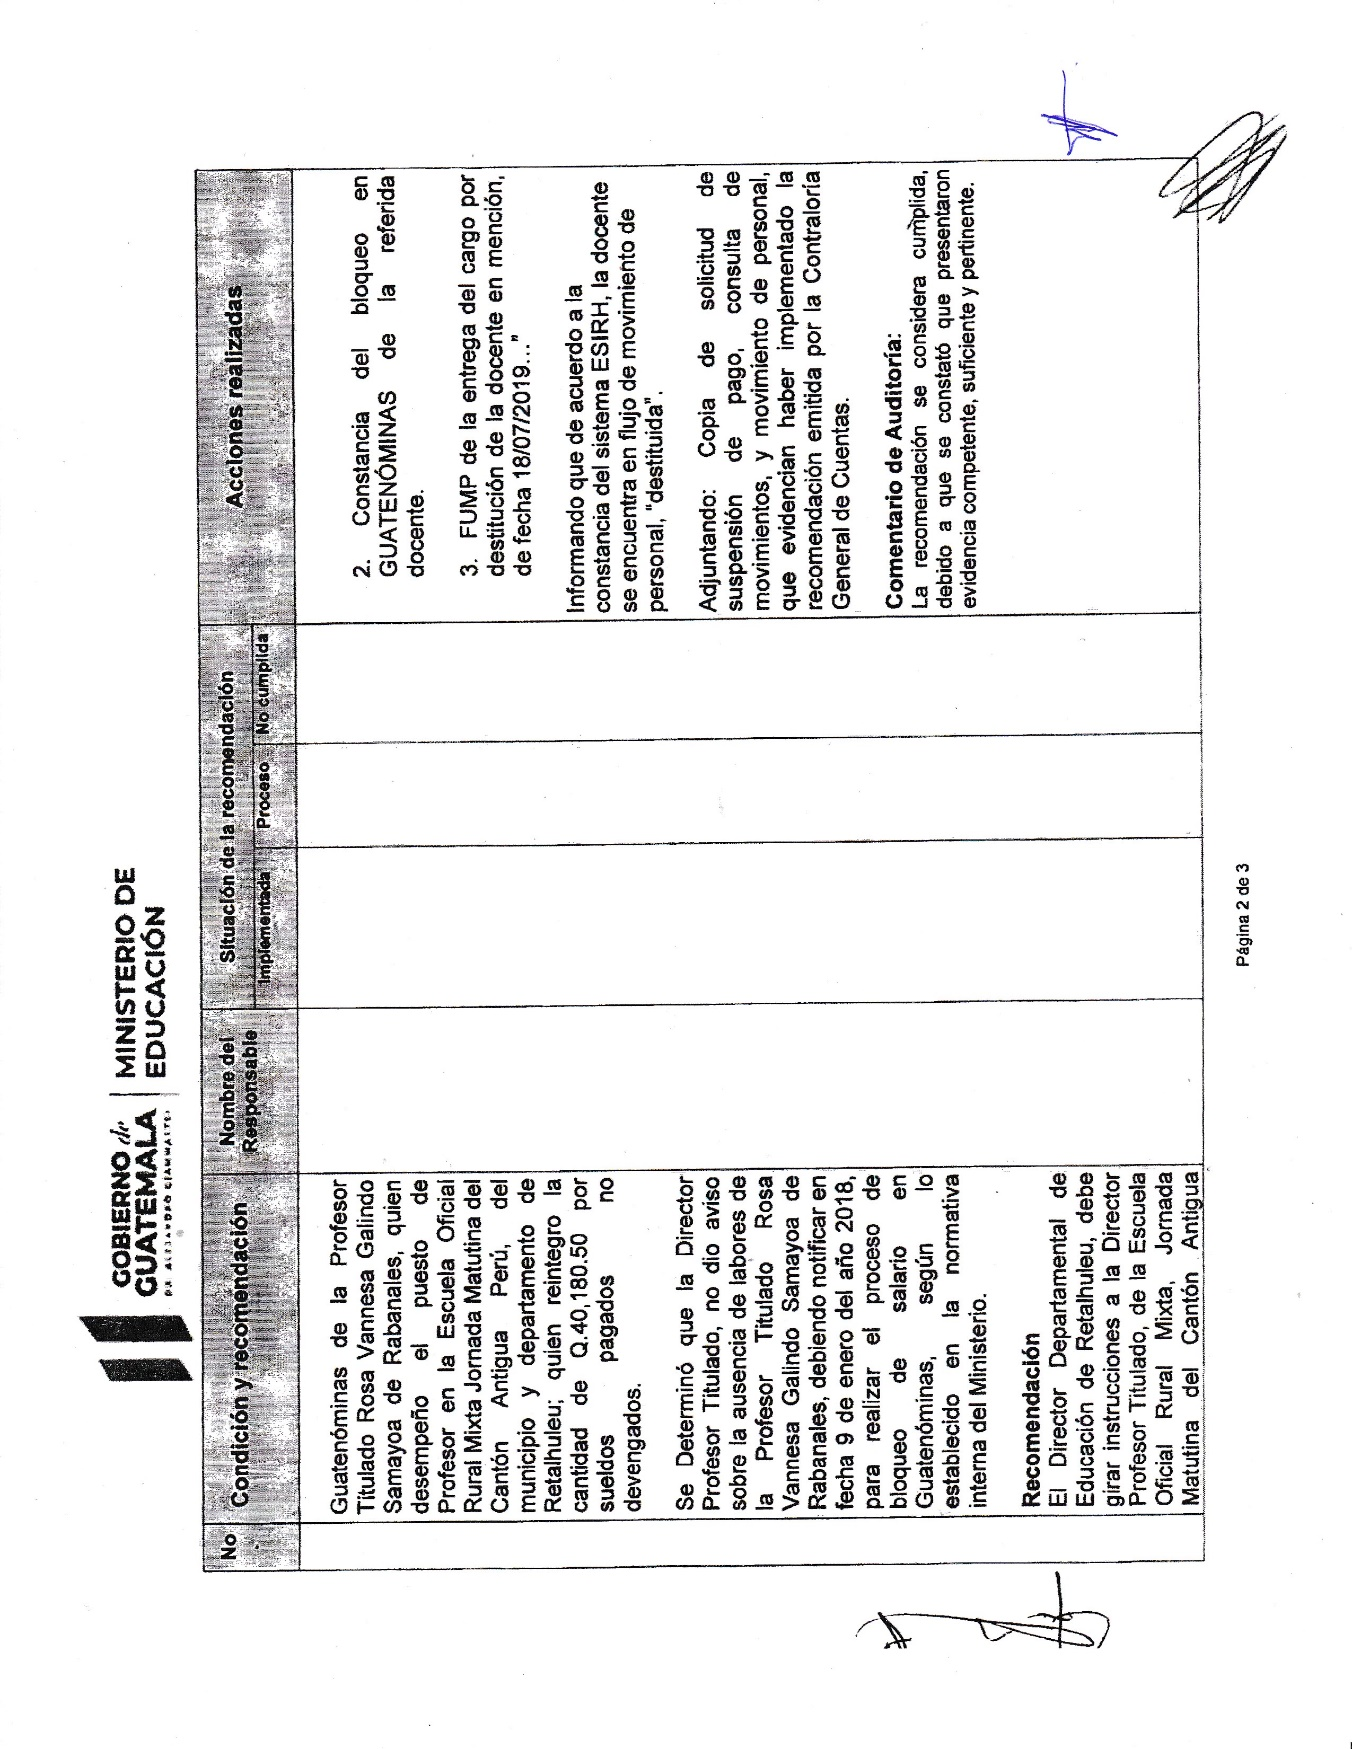 GOBIERNO de
GUATEMALA
DR. ALEJANDRO GIAMMATTEI
MINISTERIO DE
EDUCACIÓN
No
.
Condición y recomendación
Nombre del
Responsable
Situación de la recomendación
Implementada
Proceso
No cumplida
Acciones realizadas
Guatenóminas de la Profesor
Titulado Rosa Vannesa Galindo
Samayoa de Rabanales, quien
desempeño el puesto de
Profesor en la Escuela Oficial
Rural Mixta Jornada Matutina del
Cantón Antigua Perú, del
municipio y departamento de
Retalhuleu; quien reintegro la
cantidad de Q.40,180.50 por
sueldos pagados no
devengados.
Se Determinó que la Director
Profesor Titulado, no dio aviso
sobre la ausencia de labores de
la Profesor Titulado Rosa
Vannesa Galindo Samayoa de
Rabanales, debiendo notificar en
fecha 9 de enero del año 2018,
para realizar el proceso de
bloqueo de salario en
Guatenóminas, según lo
establecido en la normativa
interna del Ministerio.
Recomendación
El Director Departamental de
Educación de Retalhuleu, debe
girar instrucciones a la Director
Profesor Titulado, de la Escuela
Oficial Rural Mixta, Jornada
Matutina del Cantón Antigua
2. Constancia del bloqueo en
GUATENÓMINAS de la referida
docente.
3. FUMP de la entrega del cargo por
destitución de la docente en mención,
de fecha 18/07/2019…”
Informando que de acuerdo a la
constancia del sistema ESIRH, la docente
se encuentra en flujo de movimiento de
personal, “destituida”.
Adjuntando: Copia de solicitud de
suspensión de pago, consulta de
movimientos, y movimiento de personal,
que evidencian haber implementado la
recomendación emitida por la Contraloría
General de Cuentas.
Comentario de Auditoría:
La recomendación se considera cumplida,
debido a que se constató que presentaron
evidencia competente, suficiente y pertinente.
Página 2 de 3